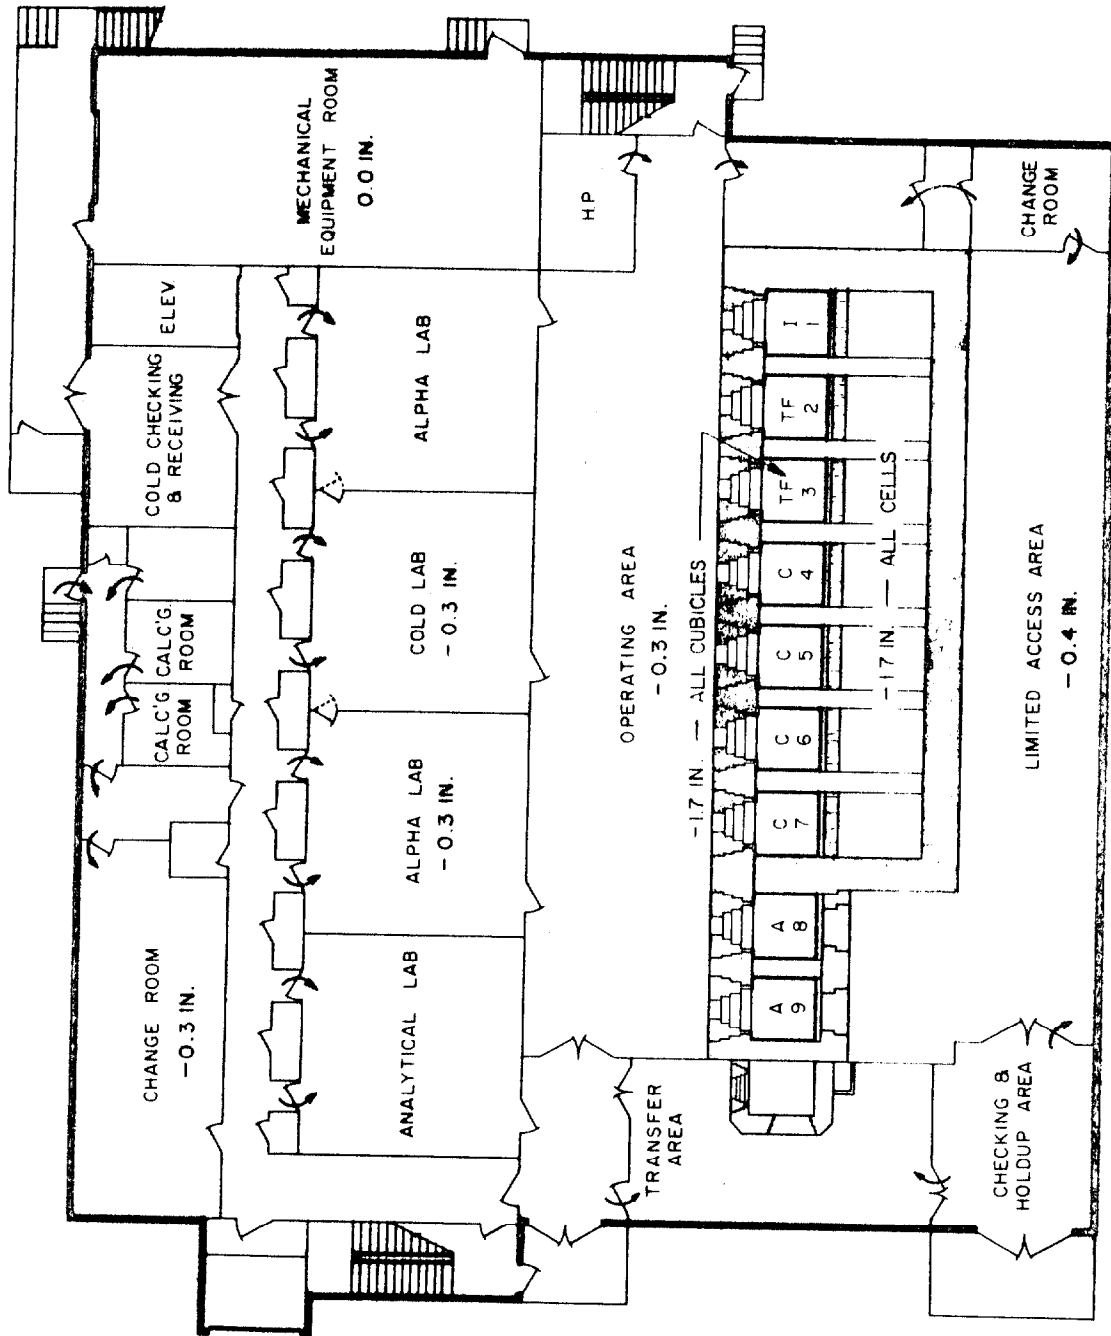 CHANGE ROOM
-0.3 IN.
CALC'G
ROOM
CALC'G
ROOM
COLD CHECKING
& RECEIVING
ELEV.
MECHANICAL
EQUIPMENT ROOM
0.0 IN.
ANALYTICAL LAB
ALPHA LAB
-0.3 IN.
COLD LAB
-0.3 IN.
ALPHA LAB
H.P
TRANSFER
AREA
OPERATING AREA
-0.3 IN.
-1.7 IN. — ALL CUBICLES
A
9
A
8
C
7
C
6
C
5
C
4
TF
3
TF
2
I
1
-17 IN. — ALL CELLS
CHECKING &
HOLDUP AREA
LIMITED ACCESS AREA
-0.4 IN.
CHANGE
ROOM